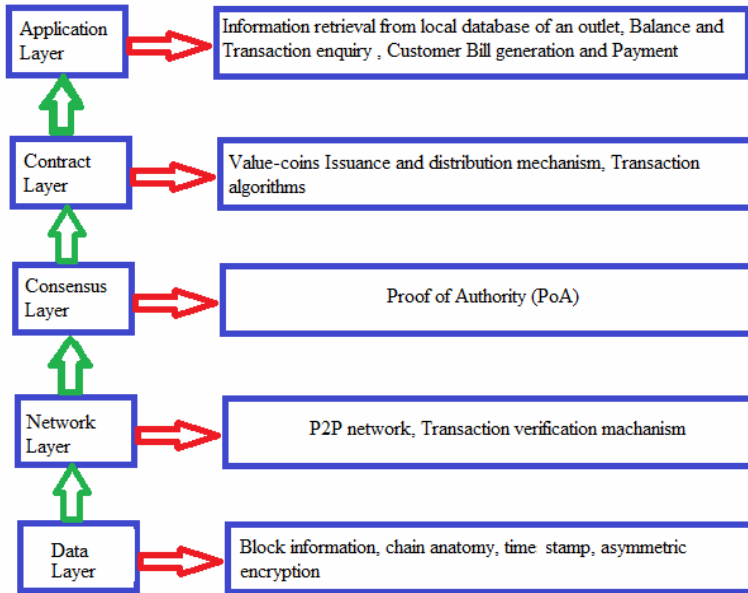 Application
Layer
Information retrieval from local database of an outlet, Balance and
Transaction enquiry , Customer Bill generation and Payment
Contract
Layer
Value-coins Issuance and distribution mechanism, Transaction
algorithms
Consensus
Layer
Proof of Authority (PoA)
Network
Layer
P2P network, Transaction verification machanism
Data
Layer
Block information, chain anatomy, time stamp, asymmetric
encryption